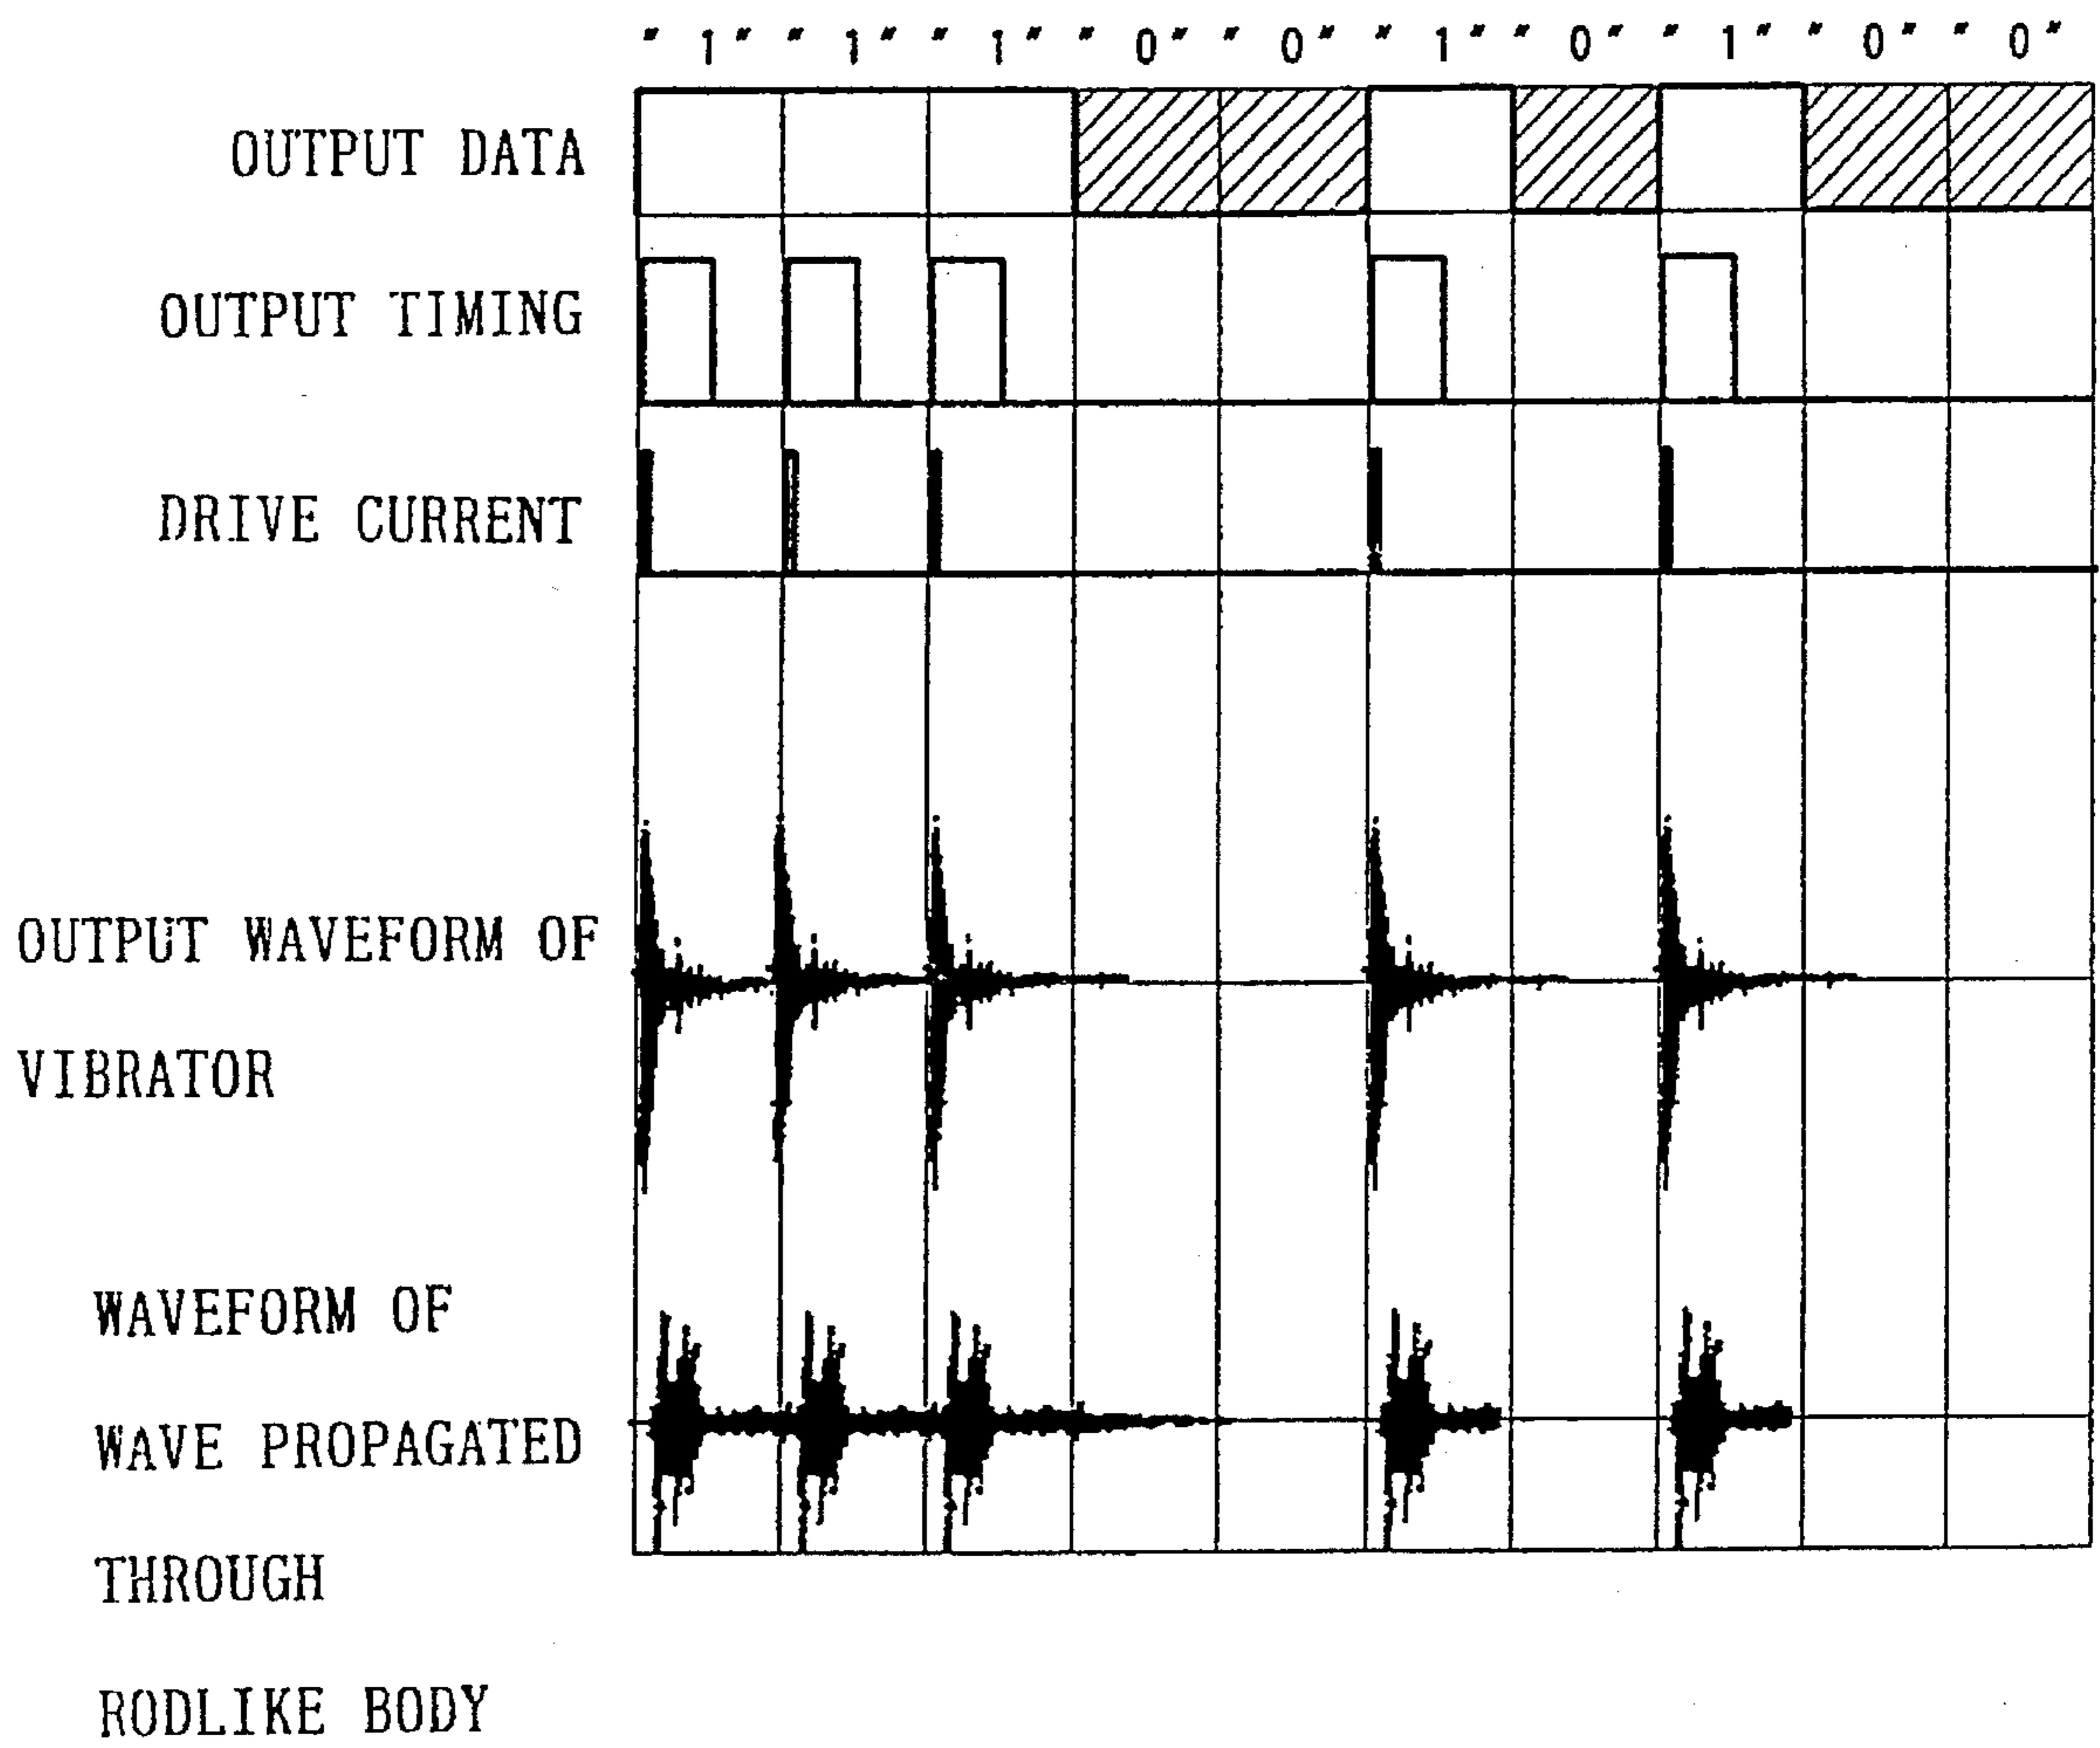 "1" "1" "1" "0" "0" "1" "0" "1" "0" "0"
OUTPUT DATA
OUTPUT TIMING
DRIVE CURRENT
OUTPUT WAVEFORM OF
VIBRATOR
WAVEFORM OF
WAVE PROPAGATED
THROUGH
RODLIKE BODY